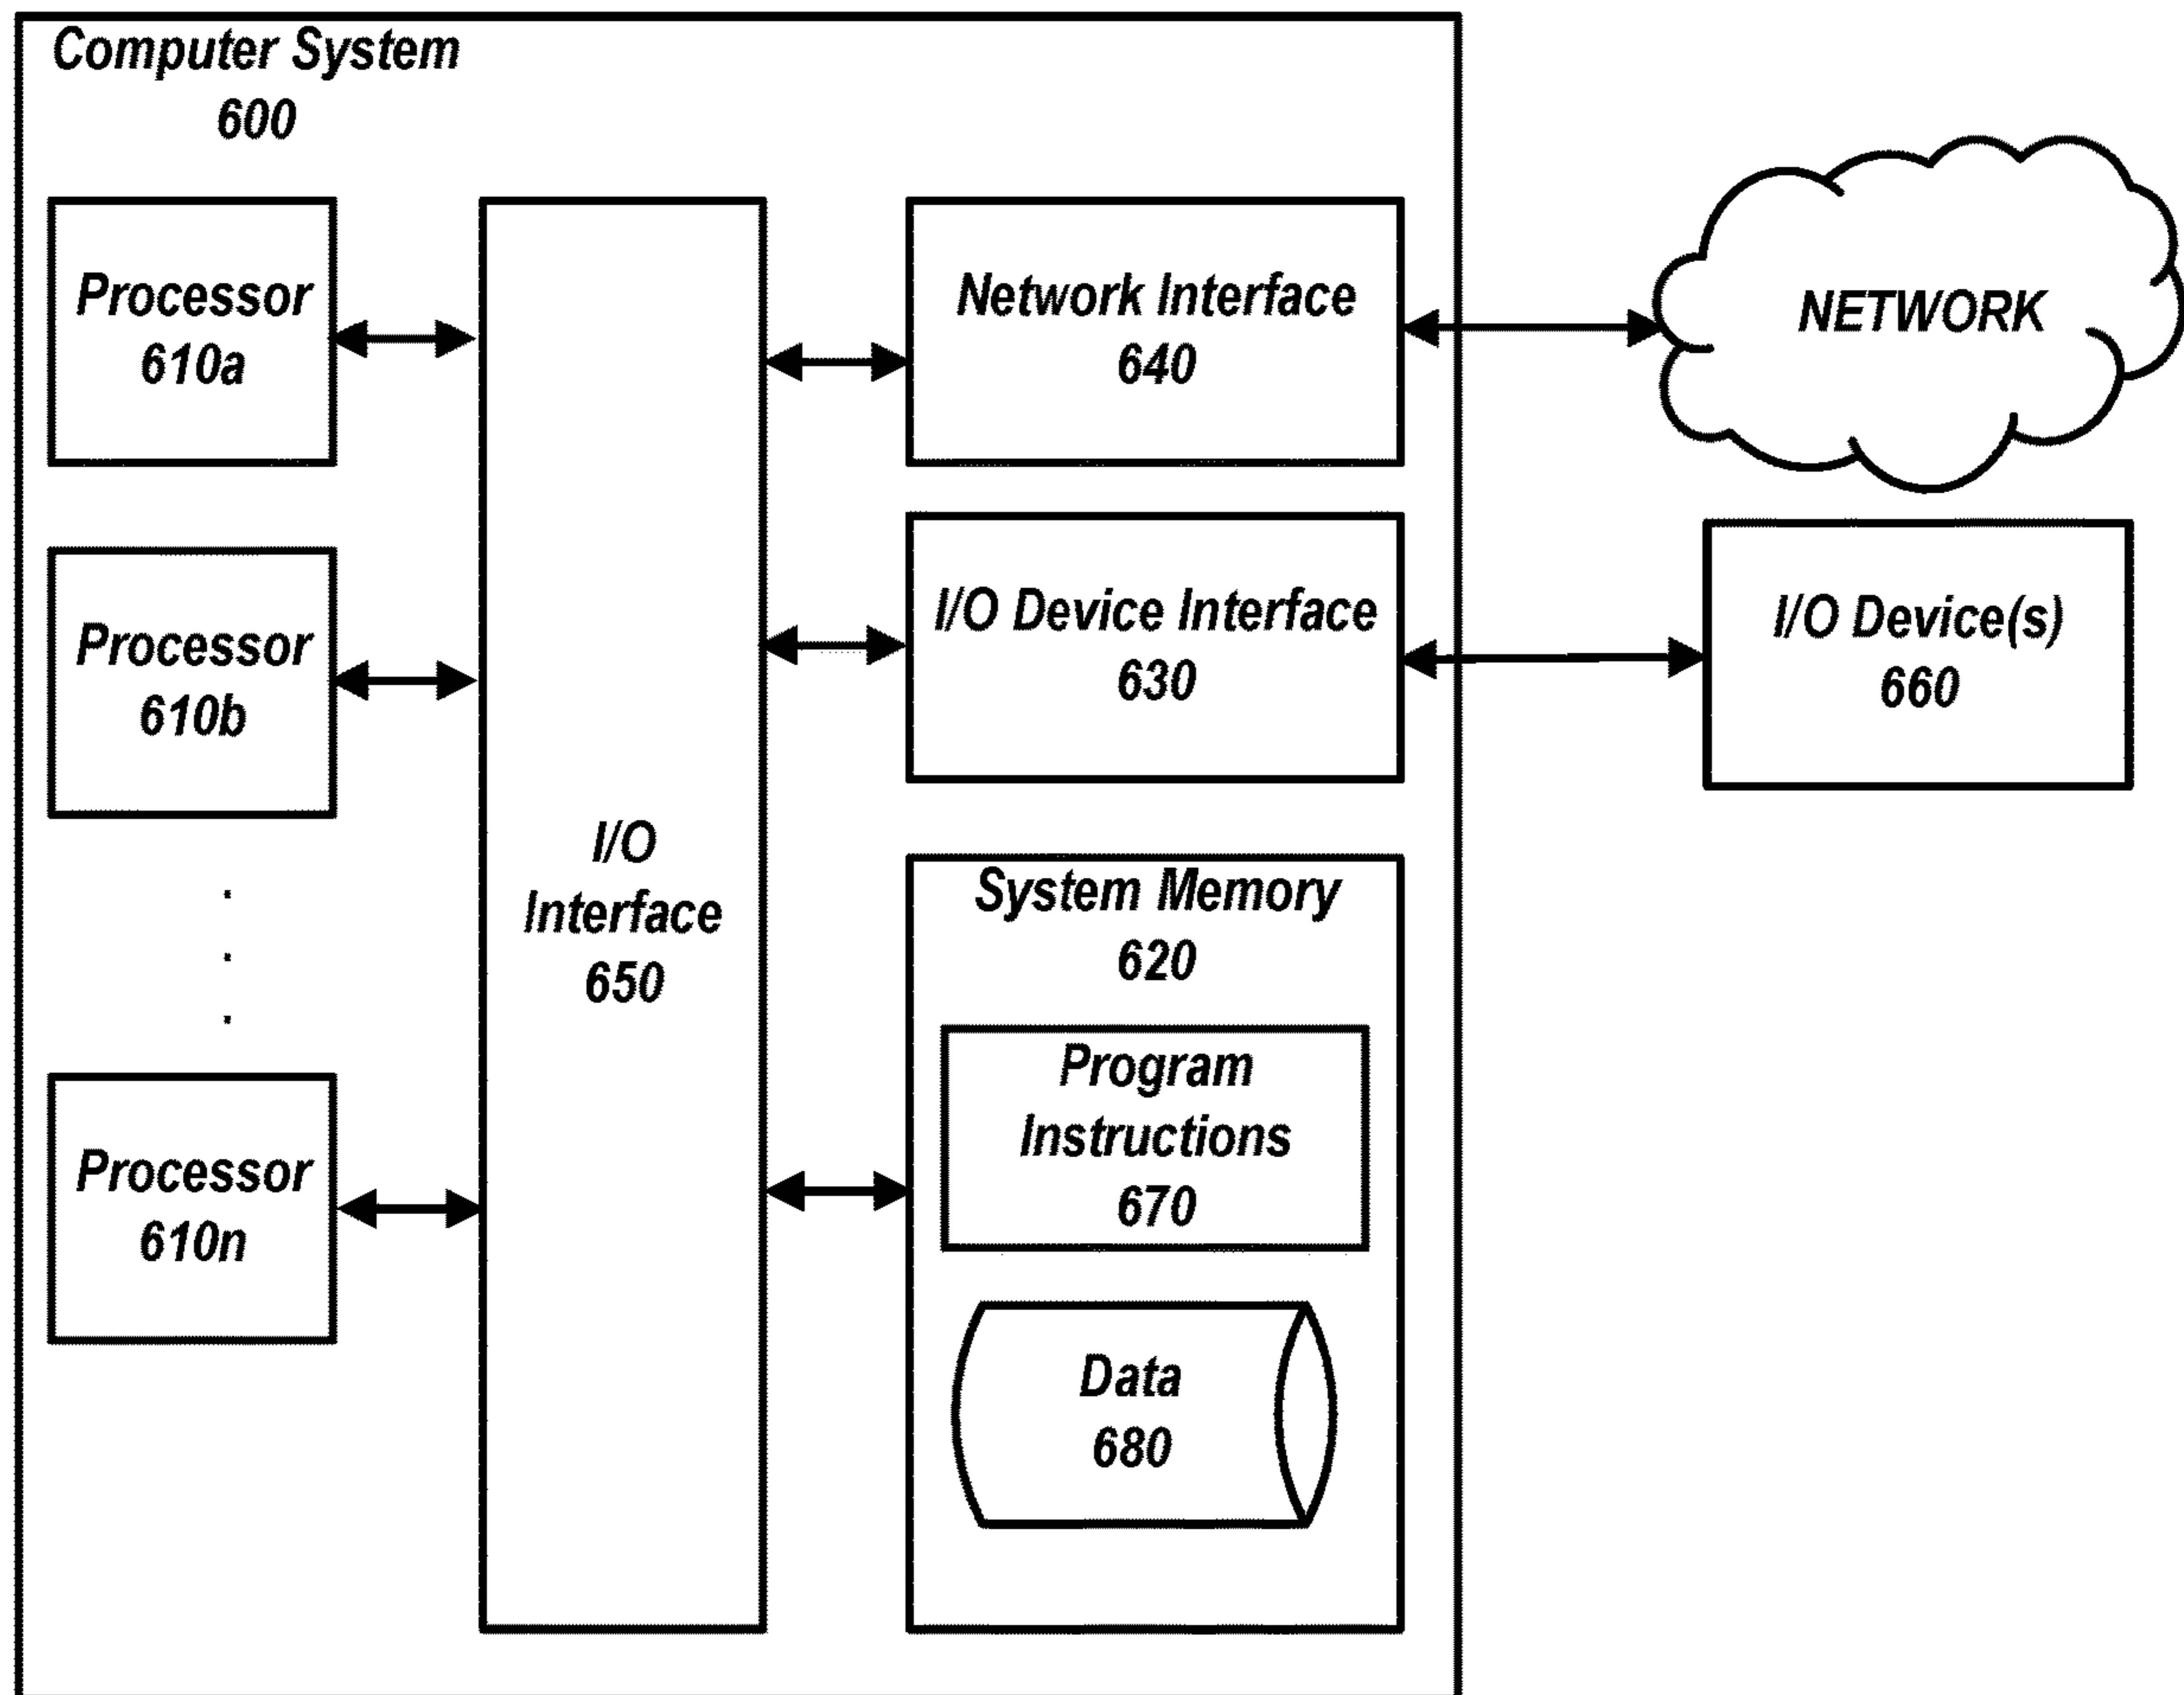 Computer System
600
Processor
610a
Processor
610b
Processor
610n
I/O
Interface
650
Network Interface
640
I/O Device Interface
630
System Memory
620
Program
Instructions
670
Data
680
NETWORK
I/O Device(s)
660